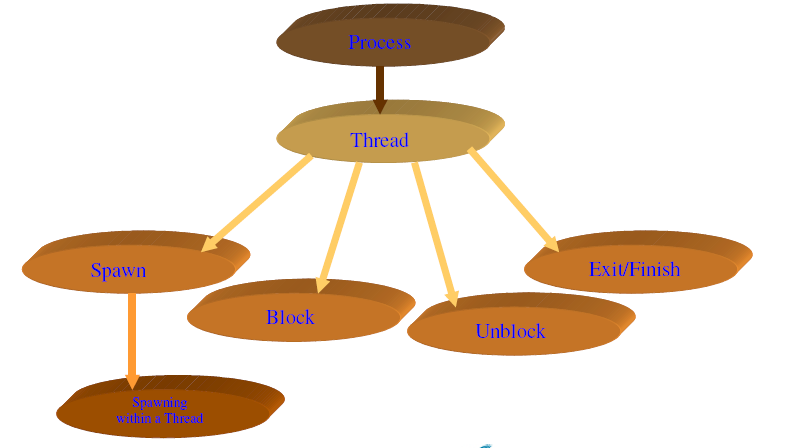 Process
Thread
Spawn
Exit/Finish
Block
Unblock
Spawning
within a Thread